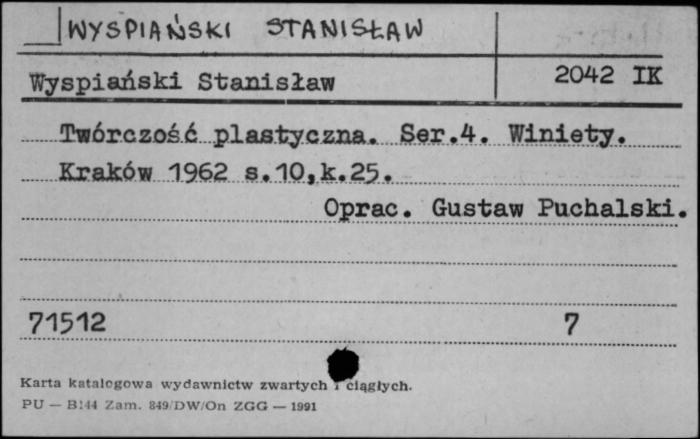 WYSPIAŃSKI STANISŁAW
Wyspiański Stanisław 2042 IK
Twórczość plastyczna. Ser.4. Winiety.
Kraków 1962 s.10,k.25.
Oprac. Gustaw Puchalski.
71512 7
Karta katalogowa wydawnictw zwartych i ciągłych.
PU — B144 Zam. 849/DW/On ZGG — 1991